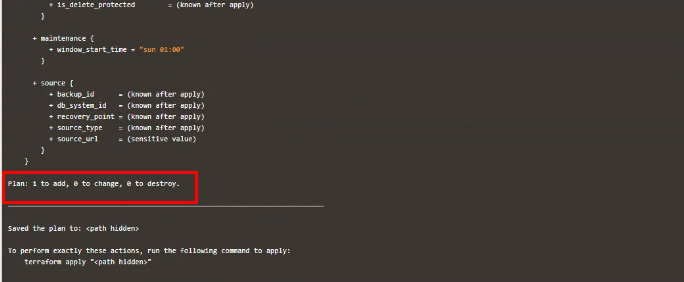 + is_delete_protected = (known after apply)
}
+ maintenance {
+ window_start_time = "sun 01:00"
}
+ source {
+ backup_id = (known after apply)
+ db_system_id = (known after apply)
+ recovery_point = (known after apply)
+ source_type = (known after apply)
+ source_url = (sensitive value)
}
}
Plan: 1 to add, 0 to change, 0 to destroy.
Saved the plan to: <path hidden>
To perform exactly these actions, run the following command to apply:
terraform apply "<path hidden>"